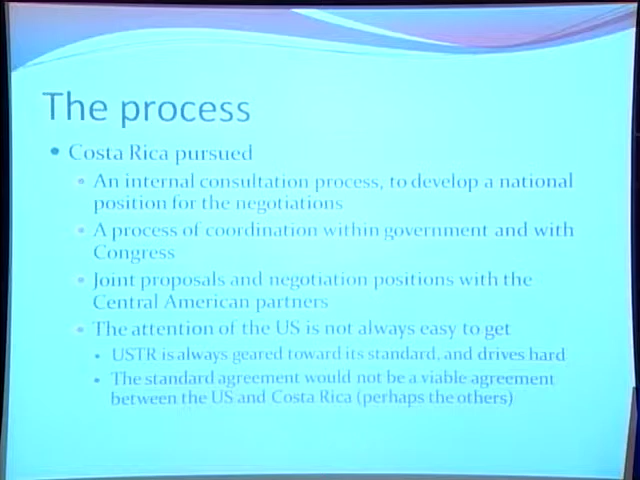 The process
• Costa Rica pursued
• An internal consultation process, to develop a national
position for the negotiations
• A process of coordination within government and with
Congress
• Joint proposals and negotiation positions with the
Central American partners
• The attention of the US is not always easy to get
• USTR is always geared toward its standard, and drives hard
• The standard agreement would not be a viable agreement
between the US and Costa Rica (perhaps the others)